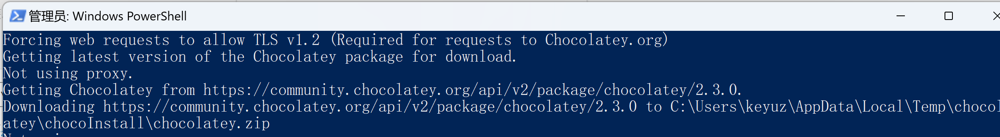 管理员: Windows PowerShell
Forcing web requests to allow TLS v1.2 (Required for requests to Chocolatey.org)
Getting latest version of the Chocolatey package for download.
Not using proxy.
Getting Chocolatey from https://community.chocolatey.org/api/v2/package/chocolatey/2.3.0.
Downloading https://community.chocolatey.org/api/v2/package/chocolatey/2.3.0 to C:\Users\keyuz\AppData\Local\Temp\chocol
atey\chocoInstall\chocolatey.zip